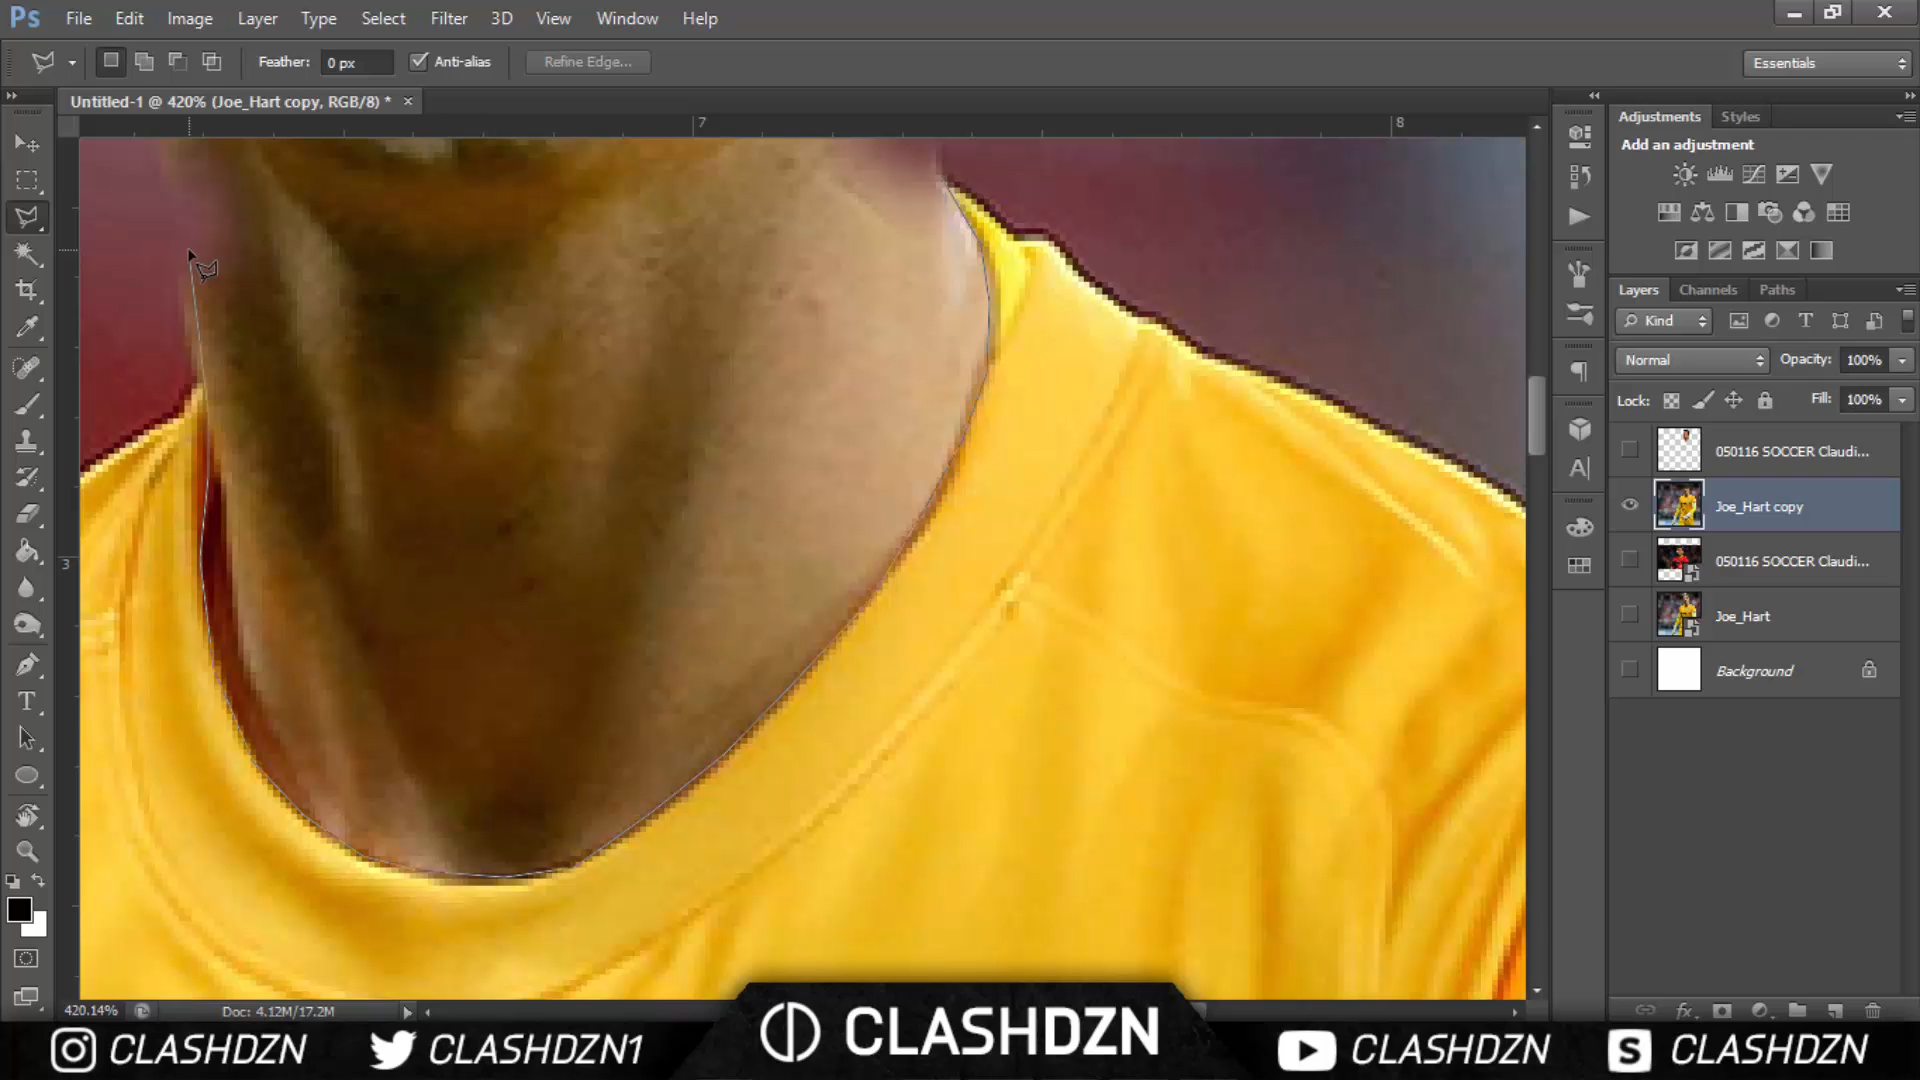 Ps File Edit Image Layer Type Select Filter 3D View Window Help
Feather: 0 px Anti-alias Refine Edge... Essentials
Untitled-1 @ 420% (Joe_Hart copy, RGB/8) * ×
7 8
3
Adjustments Styles
Add an adjustment
Layers Channels Paths
Kind
Normal Opacity: 100%
Lock: Fill: 100%
050116 SOCCER Claudi...
Joe_Hart copy
050116 SOCCER Claudi...
Joe_Hart
Background
420.14% Doc: 4.12M/17.2M
CLASHDZN CLASHDZN1 CLASHDZN CLASHDZN CLASHDZN